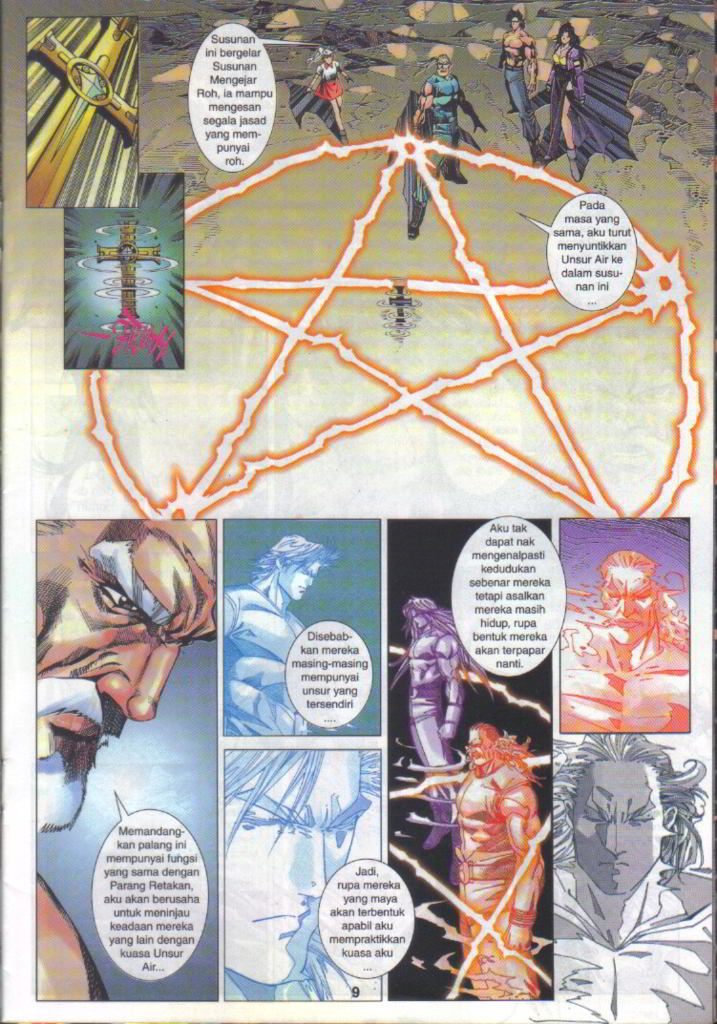 Susunan
ini bergelar
Susunan
Mengejar
Roh, ia mampu
mengesan
segala jasad
yang mem-
punyai
roh.
Pada
masa yang
sama, aku turut
menyuntikkan
Unsur Air ke
dalam susu-
nan ini
...
Memandang-
kan palang ini
mempunyai fungsi
yang sama dengan
Parang Retakan,
aku akan berusaha
untuk meninjau
keadaan mereka
yang lain dengan
kuasa Unsur
Air...
Disebab-
kan mereka
masing-masing
mempunyai
unsur yang
tersendiri
....
Jadi,
rupa mereka
yang maya
akan terbentuk
apabil aku
mempraktikkan
kuasa aku
...
Aku tak
dapat nak
mengenalpasti
kedudukan
sebenar mereka
tetapi asalkan
mereka masih
hidup, rupa
bentuk mereka
akan terpapar
nanti.
9